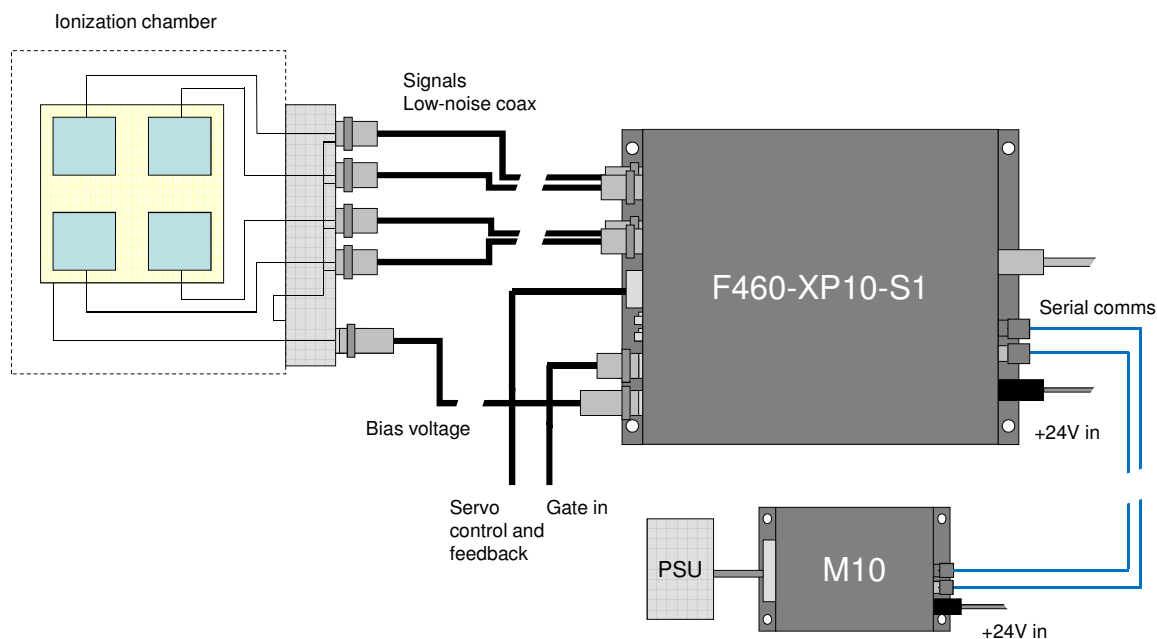 Ionization chamber
Signals
Low-noise coax
F460-XP10-S1
Serial comms
Bias voltage
+24V in
Servo
control and
feedback
Gate in
PSU
M10
+24V in